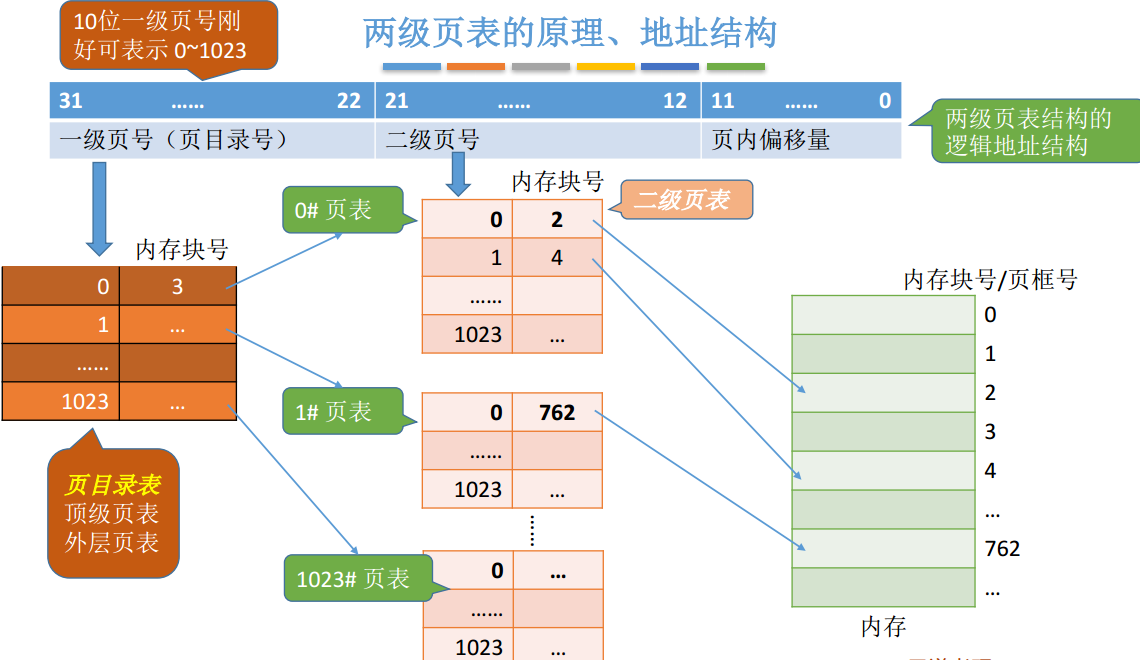 10位一级页号刚
好可表示 0~1023
两级页表的原理、地址结构
31 …… 22 21 …… 12 11 …… 0
一级页号（页目录号） 二级页号 页内偏移量
两级页表结构的
逻辑地址结构
内存块号
0 3
1 …
……
1023 …
页目录表
顶级页表
外层页表
0# 页表
内存块号
二级页表
0 2
1 4
……
1023 …
1# 页表
0 762
……
1023 …
……
1023# 页表
0 …
……
1023 …
内存块号/页框号
0
1
2
3
4
…
762
…
内存